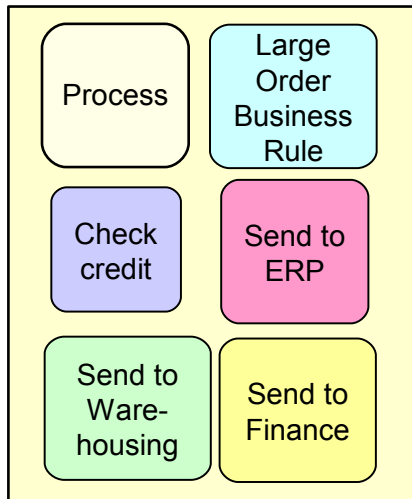 Process
Large
Order
Business
Rule
Check
credit
Send to
ERP
Send to
Ware-
housing
Send to
Finance